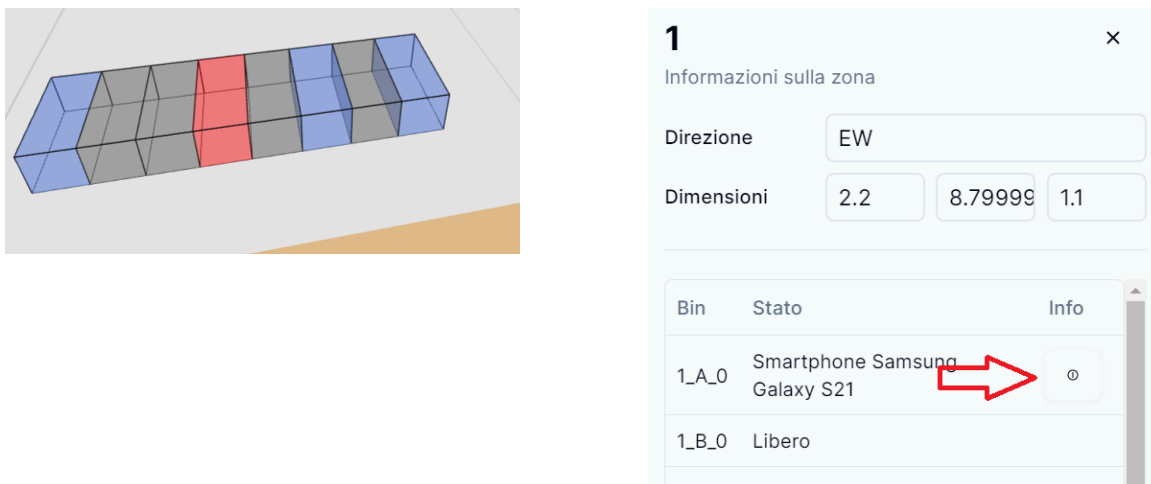 1
Informazioni sulla zona
Direzione EW
Dimensioni 2.2 8.79999 1.1
Bin Stato Info
1_A_0 Smartphone Samsung
Galaxy S21
1_B_0 Libero